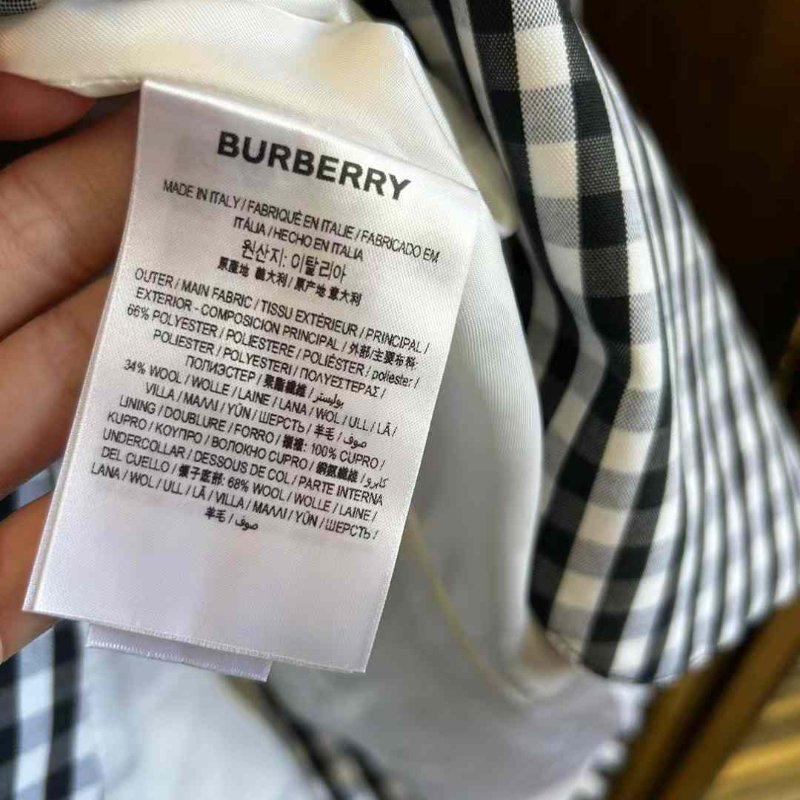 BURBERRY
MADE IN ITALY / FABRIQUÉ EN ITALIE / FABRICADO EM
ITÁLIA / HECHO EN ITALIA
원산지: 이탈리아
原產地 義大利 / 原产地 意大利
OUTER / MAIN FABRIC / TISSU EXTÉRIEUR / PRINCIPAL /
EXTERIOR - COMPOSICION PRINCIPAL / 外部/主要布料:
66% POLYESTER / POLIESTERE / POLIÉSTER / poliester /
POLIESTER / POLYESTERI / ΠΟΛΥΕΣΤΕΡΑΣ /
ПОЛИЭСТЕР / 聚酯纖維 / بوليستر
34% WOOL / WOLLE / LAINE / LANA / WOL / ULL / LÃ /
VILLA / ΜΑΛΛΙ / YÜN / ШЕРСТЬ / 羊毛 / صوف /
LINING / DOUBLURE / FORRO / 襯裡: 100% CUPRO /
KUPRO / ΚΟΥΠΡΟ / ВОЛОКНО CUPRO / 銅氨纖維 / كابرو /
UNDERCOLLAR / DESSOUS DE COL / PARTE INTERNA
DEL CUELLO / 領子底部: 68% WOOL / WOLLE / LAINE /
LANA / WOL / ULL / LÃ / VILLA / ΜΑΛΛΙ / YÜN / ШЕРСТЬ /
羊毛 / صوف /